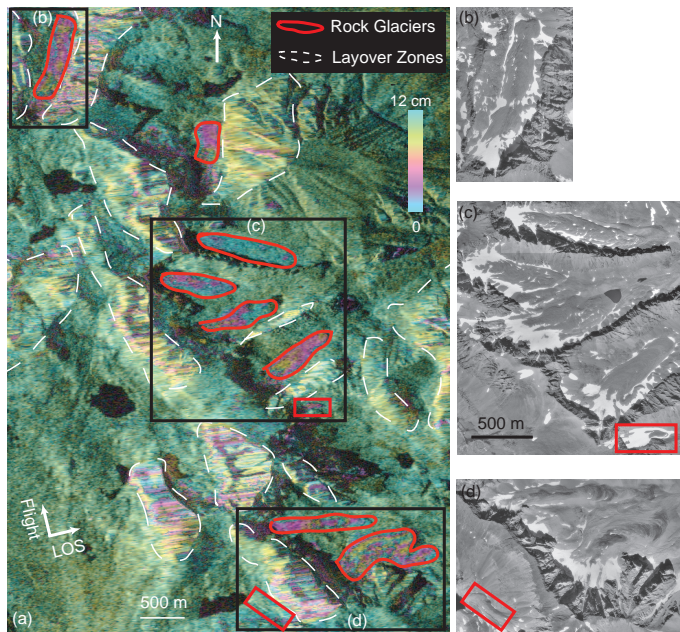 (b)
N
Rock Glaciers
Layover Zones
12 cm
0
(c)
Flight
LOS
500 m
(a)
(d)
(b)
(c)
500 m
(d)